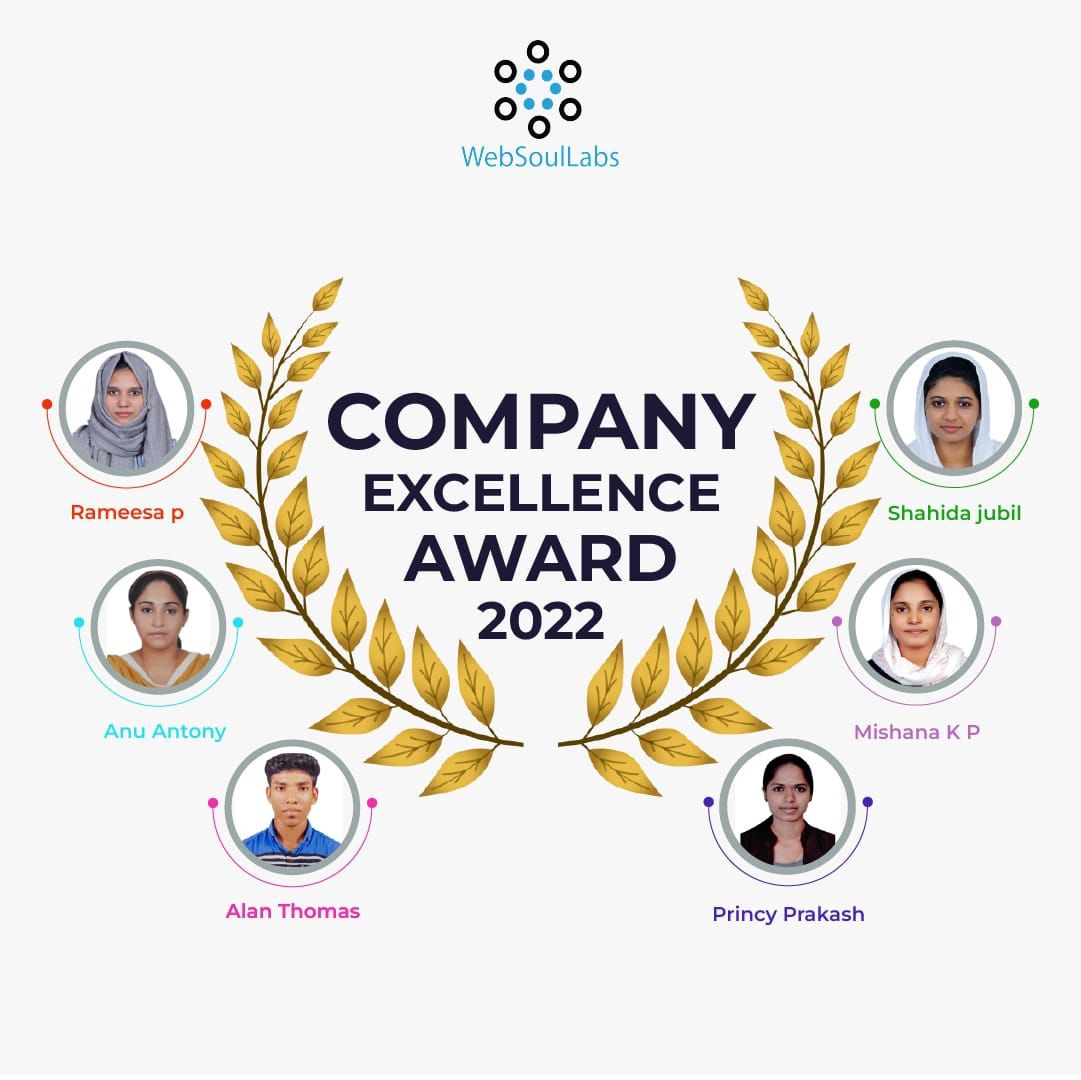 WebSoulLabs
COMPANY
EXCELLENCE
AWARD
2022
Rameesa p
Shahida jubil
Anu Antony
Mishana K P
Alan Thomas
Princy Prakash